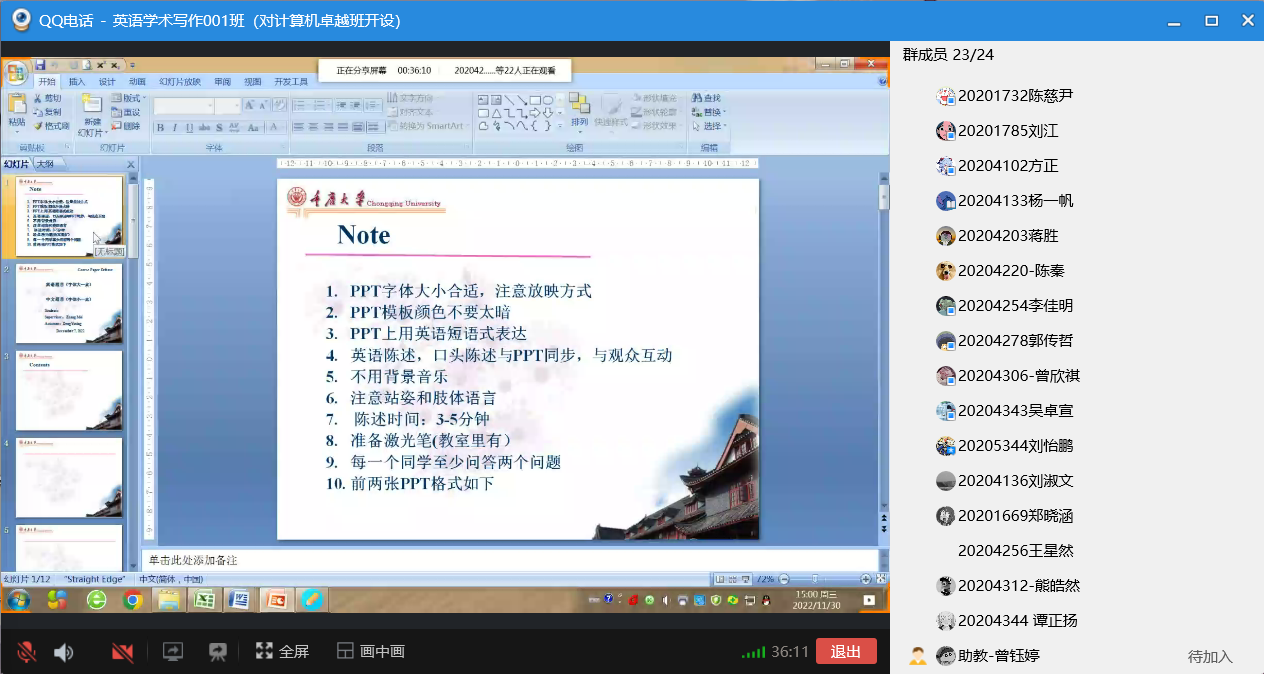 QQ电话 - 英语学术写作001班（对计算机卓越班开设）
正在分享屏幕 00:36:10 202042.....等22人正在观看
开始 插入 设计 动画 幻灯片放映 审阅 视图 开发工具
粘贴 剪切 复制 格式刷
新建幻灯片 版式 重设 删除
文字方向 对齐文本 转换为 SmartArt
排列 快速样式 形状填充 形状轮廓 形状效果
查找 替换 选择
剪贴板 幻灯片 字体 段落 绘图 编辑
幻灯片 大纲
重庆大学 Chongqing University
Note
1. PPT字体大小合适，注意放映方式
2. PPT模板颜色不要太暗
3. PPT上用英语短语式表达
4. 英语陈述，口头陈述与PPT同步，与观众互动
5. 不用背景音乐
6. 注意站姿和肢体语言
7. 陈述时间：3-5分钟
8. 准备激光笔(教室里有）
9. 每一个同学至少问答两个问题
10. 前两张PPT格式如下
1
Note
[无标题]
2
3
Contents
4
5
单击此处添加备注
幻灯片 1/12 "Straight Edge" 中文(简体，中国) 72%
15:00 周三
2022/11/30
全屏 画中画 36:11 退出
群成员 23/24
20201732陈慈尹
20201785刘江
20204102方正
20204133杨一帆
20204203蒋胜
20204220-陈秦
20204254李佳明
20204278郭传哲
20204306-曾欣祺
20204343吴卓宣
20205344刘怡鹏
20204136刘淑文
20201669郑晓涵
20204256王星然
20204312-熊皓然
20204344 谭正扬
助教-曾钰婷 待加入